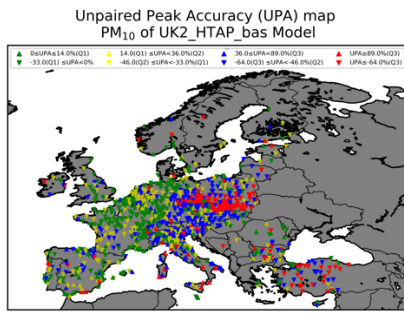 Unpaired Peak Accuracy (UPA) map
PM₁₀ of UK2_HTAP_bas Model
0≤UPA≤14.0%(Q1) 14.0(Q1) ≤UPA<36.0%(Q2) 36.0≤UPA<89.0%(Q3) UPA≥89.0%(Q3)
-33.0(Q1) ≤UPA<0% -46.0(Q2) ≤UPA<-33.0%(Q1) -64.0(Q3) ≤UPA<-46.0%(Q2) UPA≤-64.0%(Q3)